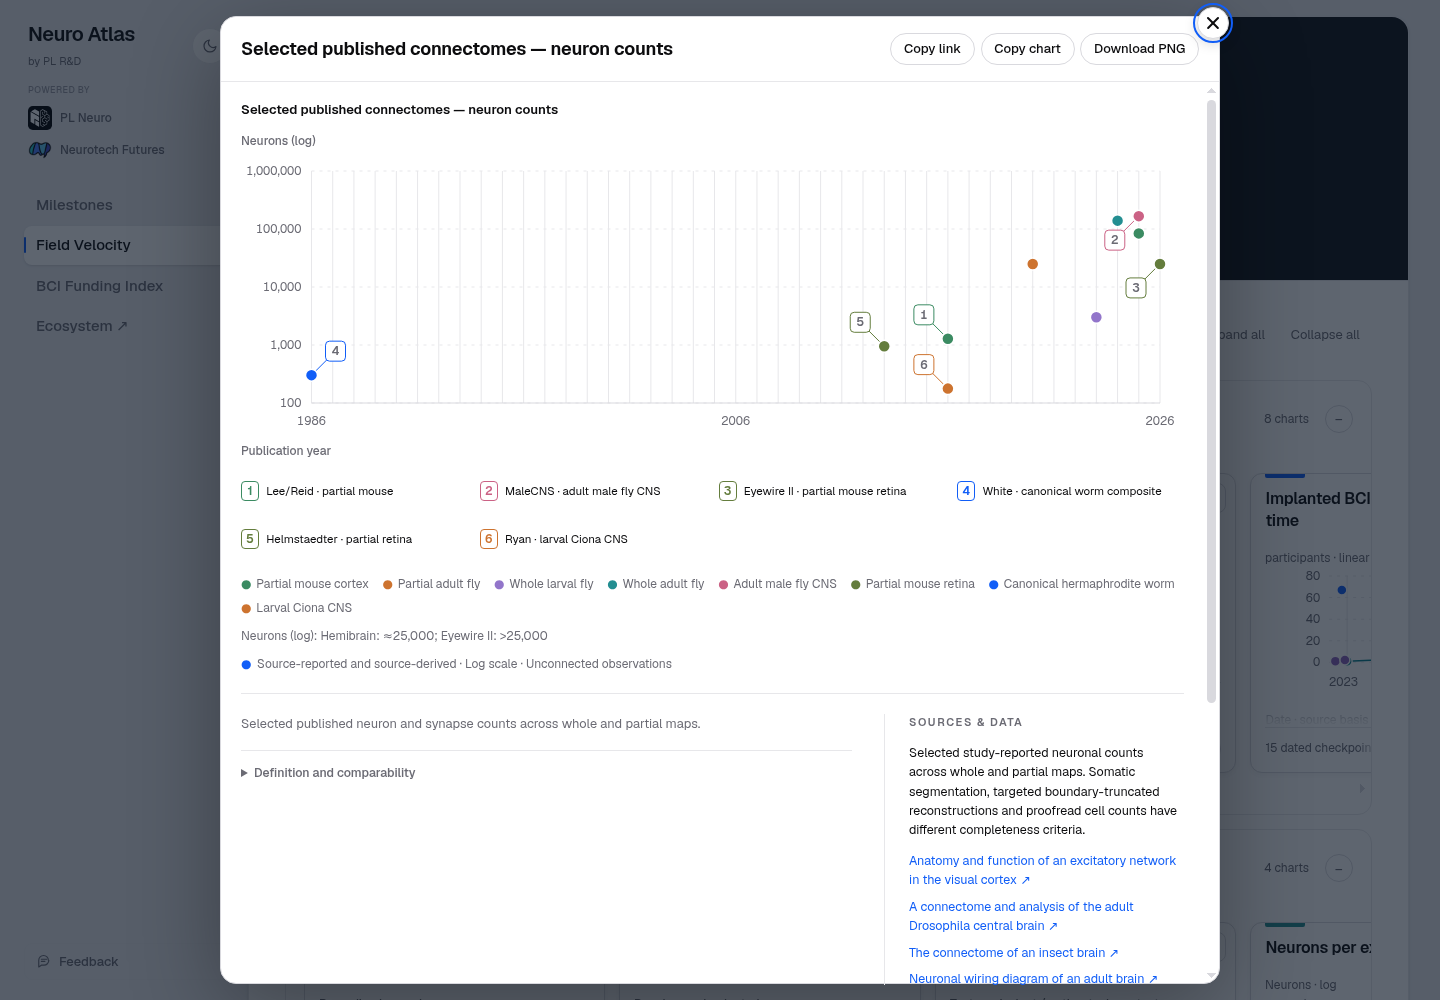 Neuro Atlas
by PL R&D
POWERED BY
PL Neuro
Neurotech Futures
Milestones
Field Velocity
BCI Funding Index
Ecosystem ↗
Feedback
Selected published connectomes — neuron counts
Copy link
Copy chart
Download PNG
Selected published connectomes — neuron counts
Neurons (log)
1,000,000
100,000
10,000
1,000
100
1986
2006
2026
4
5
1
6
2
3
Publication year
1 Lee/Reid · partial mouse
2 MaleCNS · adult male fly CNS
3 Eyewire II · partial mouse retina
4 White · canonical worm composite
5 Helmstaedter · partial retina
6 Ryan · larval Ciona CNS
Partial mouse cortex
Partial adult fly
Whole larval fly
Whole adult fly
Adult male fly CNS
Partial mouse retina
Canonical hermaphrodite worm
Larval Ciona CNS
Neurons (log): Hemibrain: ≈25,000; Eyewire II: >25,000
Source-reported and source-derived · Log scale · Unconnected observations
Selected published neuron and synapse counts across whole and partial maps.
Definition and comparability
SOURCES & DATA
Selected study-reported neuronal counts
across whole and partial maps. Somatic
segmentation, targeted boundary-truncated
reconstructions and proofread cell counts have
different completeness criteria.
Anatomy and function of an excitatory network
in the visual cortex ↗
A connectome and analysis of the adult
Drosophila central brain ↗
The connectome of an insect brain ↗
Neuronal wiring diagram of an adult brain ↗
pand all
Collapse all
8 charts
Implanted BCI
time
participants · linear
80
60
40
20
0
2023
Date · source basis
15 dated checkpoin
4 charts
Neurons per e
Neurons · log